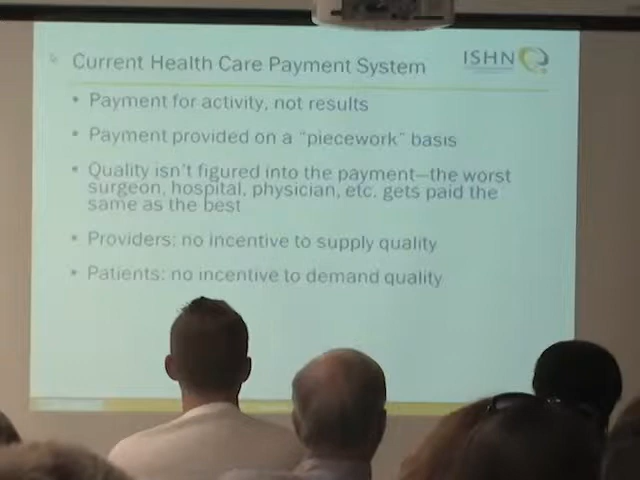 Current Health Care Payment System
ISHN
• Payment for activity, not results
• Payment provided on a "piecework" basis
• Quality isn't figured into the payment—the worst
surgeon, hospital, physician, etc. gets paid the
same as the best
• Providers: no incentive to supply quality
• Patients: no incentive to demand quality